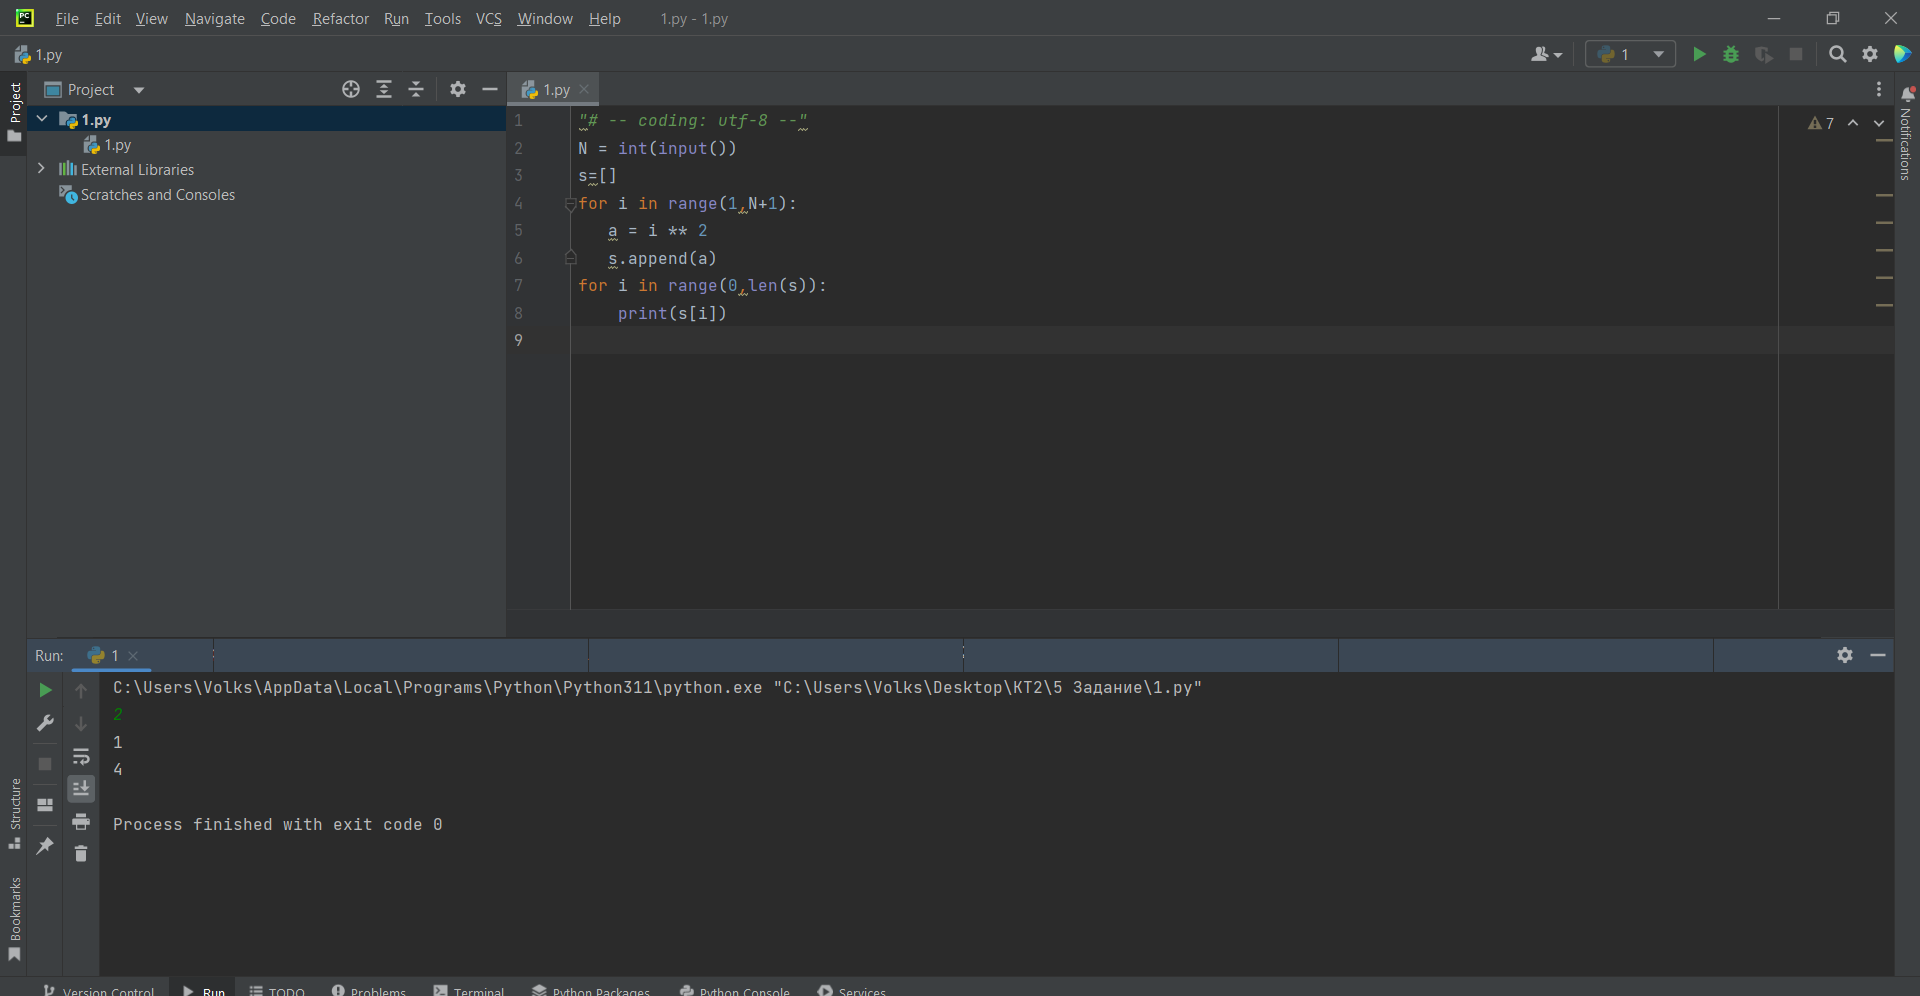 File Edit View Navigate Code Refactor Run Tools VCS Window Help 1.py - 1.py
1.py
1
Project
1.py
1.py
External Libraries
Scratches and Consoles
Project
Structure
Bookmarks
Notifications
1.py
7
1 "# -- coding: utf-8 --"
2 N = int(input())
3 s=[]
4 for i in range(1,N+1):
5 a = i ** 2
6 s.append(a)
7 for i in range(0,len(s)):
8 print(s[i])
9
Run: 1
C:\Users\Volks\AppData\Local\Programs\Python\Python311\python.exe "C:\Users\Volks\Desktop\KT2\5 Задание\1.py"
2
1
4
Process finished with exit code 0
Version Control Run TODO Problems Terminal Python Packages Python Console Services